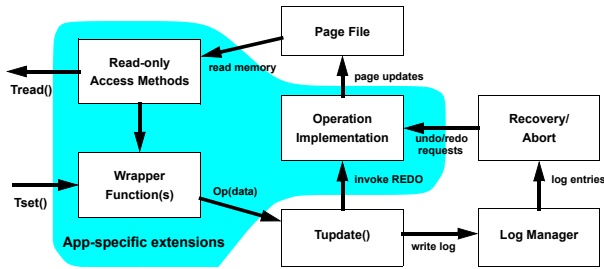 Page File
Read-only
Access Methods
read memory
Tread()
page updates
Operation
Implementation
Recovery/
Abort
undo/redo
requests
Wrapper
Function(s)
Op(data)
invoke REDO
log entries
Tset()
App-specific extensions
Tupdate()
write log
Log Manager